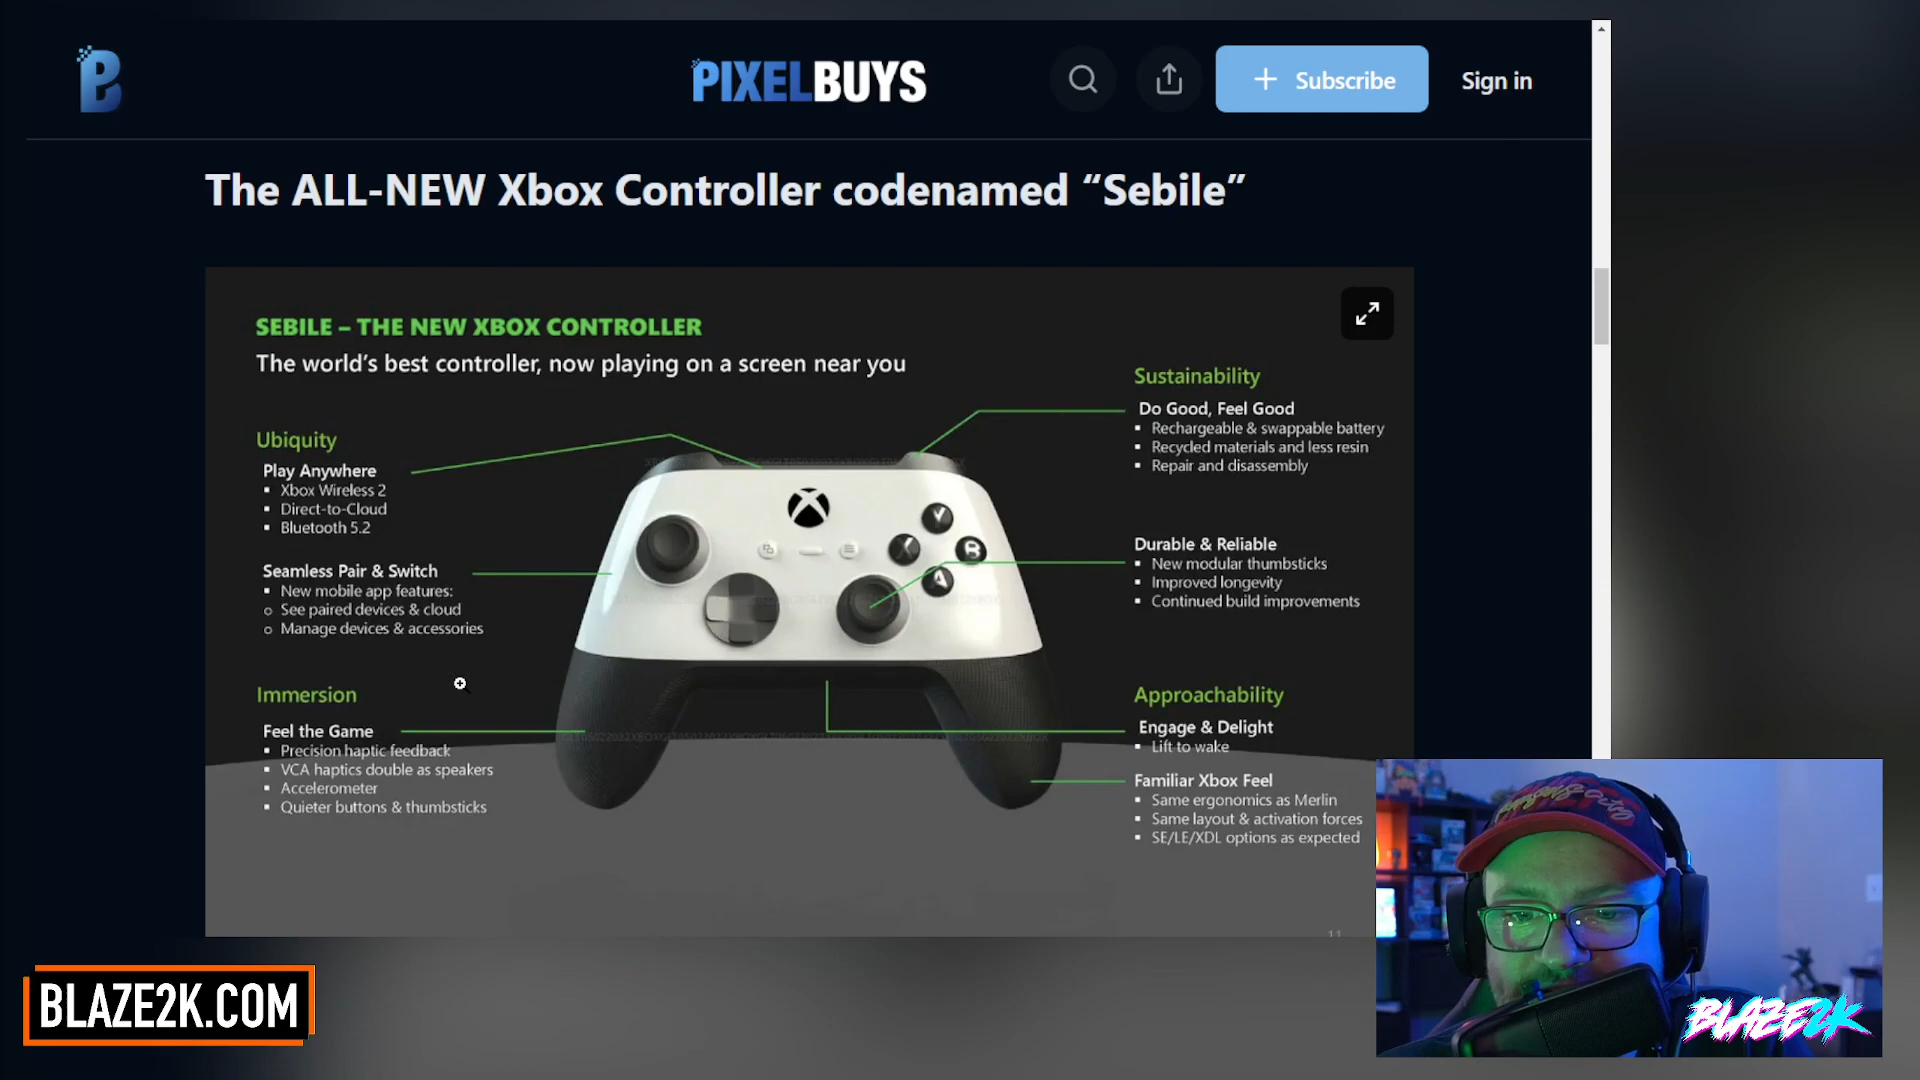 PIXELBUYS
Subscribe
Sign in
The ALL-NEW Xbox Controller codenamed “Sebile”
SEBILE – THE NEW XBOX CONTROLLER
The world’s best controller, now playing on a screen near you
Ubiquity
Play Anywhere
Xbox Wireless 2
Direct-to-Cloud
Bluetooth 5.2
Seamless Pair & Switch
New mobile app features:
See paired devices & cloud
Manage devices & accessories
Immersion
Feel the Game
Precision haptic feedback
VCA haptics double as speakers
Accelerometer
Quieter buttons & thumbsticks
Y
X
B
A
Sustainability
Do Good, Feel Good
Rechargeable & swappable battery
Recycled materials and less resin
Repair and disassembly
Durable & Reliable
New modular thumbsticks
Improved longevity
Continued build improvements
Approachability
Engage & Delight
Lift to wake
Familiar Xbox Feel
Same ergonomics as Merlin
Same layout & activation forces
SE/LE/XDL options as expected
11
BLAZE2K.COM
BLAZE2K